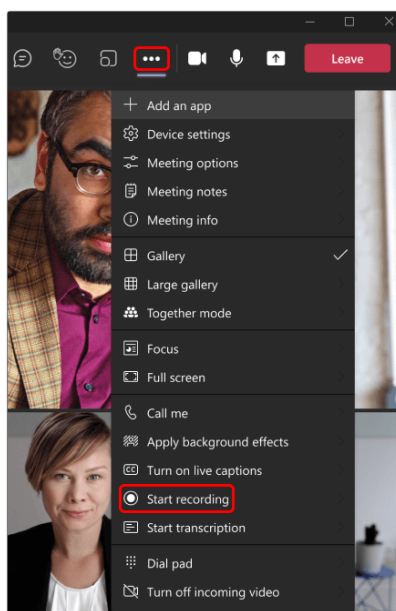 Leave
Add an app
Device settings
Meeting options
Meeting notes
Meeting info
Gallery
Large gallery
Together mode
Focus
Full screen
Call me
Apply background effects
CC Turn on live captions
Start recording
Start transcription
Dial pad
Turn off incoming video